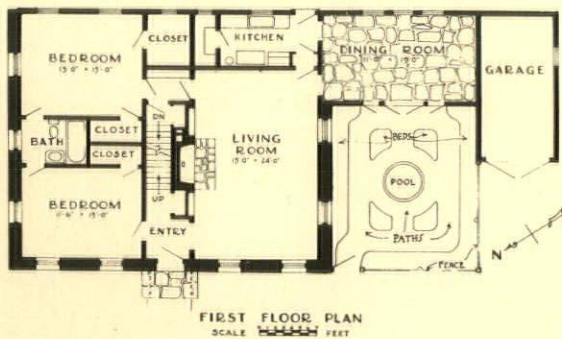 BEDROOM
13'-0" × 13'-0"
CLOSET
KITCHEN
DINING ROOM
GARAGE
BATH
CLOSET
CLOSET
DN
UP
LIVING
ROOM
15'-0" × 24'-0"
BEDS
POOL
PATHS
FENCE
N
BEDROOM
ENTRY
FIRST FLOOR PLAN
SCALE FEET